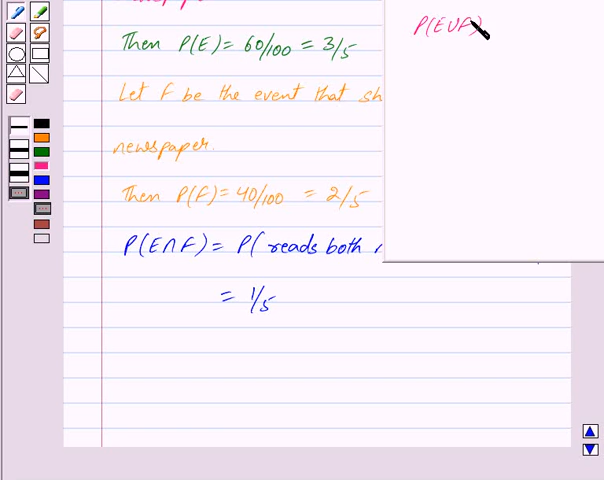 Then P(E) = 60/100 = 3/5
Let F be the event that
newspaper.
Then P(F) = 40/100 = 2/5
P(E∩F) = P( reads both
= 1/5
P(E∪F)